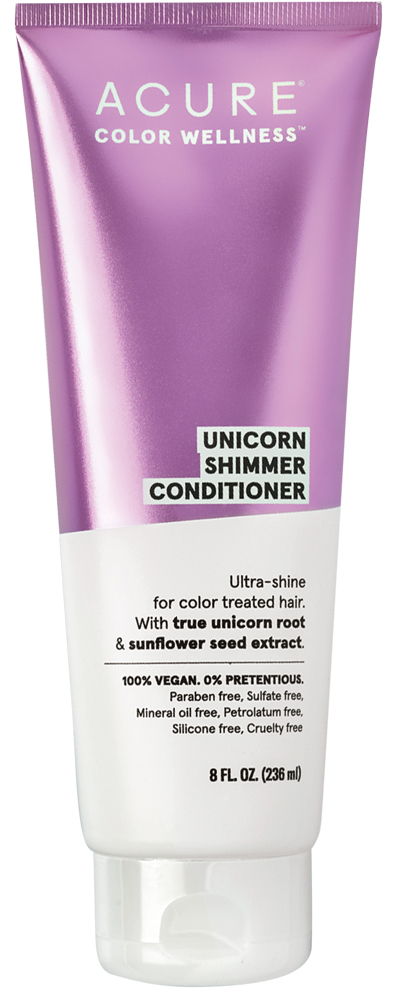 ACURE®
COLOR WELLNESS™
UNICORN
SHIMMER
CONDITIONER
Ultra-shine
for color treated hair.
With true unicorn root
& sunflower seed extract.
100% VEGAN. 0% PRETENTIOUS.
Paraben free, Sulfate free,
Mineral oil free, Petrolatum free,
Silicone free, Cruelty free
8 FL. OZ. (236 ml)